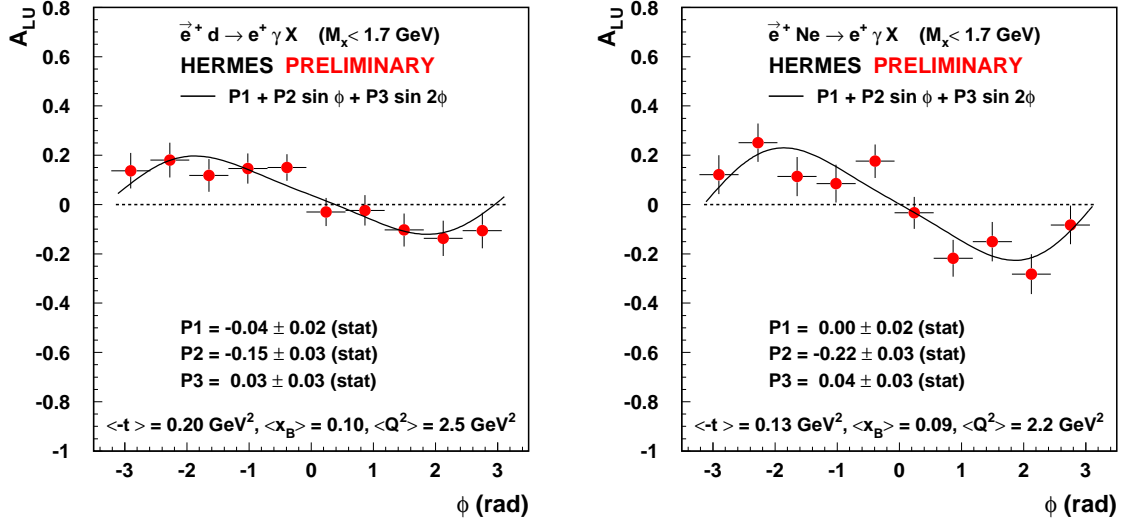 A_LU
e⃗⁺ d → e⁺ γ X (M_x < 1.7 GeV)
HERMES PRELIMINARY
P1 + P2 sin ϕ + P3 sin 2ϕ
0.8
0.6
0.4
0.2
0
-0.2
-0.4
-0.6
-0.8
-1
P1 = -0.04 ± 0.02 (stat)
P2 = -0.15 ± 0.03 (stat)
P3 = 0.03 ± 0.03 (stat)
<-t > = 0.20 GeV², <x_B> = 0.10, <Q²> = 2.5 GeV²
-3 -2 -1 0 1 2 3
ϕ (rad)
A_LU
e⃗⁺ Ne → e⁺ γ X (M_x < 1.7 GeV)
HERMES PRELIMINARY
P1 + P2 sin ϕ + P3 sin 2ϕ
0.8
0.6
0.4
0.2
0
-0.2
-0.4
-0.6
-0.8
-1
P1 = 0.00 ± 0.02 (stat)
P2 = -0.22 ± 0.03 (stat)
P3 = 0.04 ± 0.03 (stat)
<-t > = 0.13 GeV², <x_B> = 0.09, <Q²> = 2.2 GeV²
-3 -2 -1 0 1 2 3
ϕ (rad)